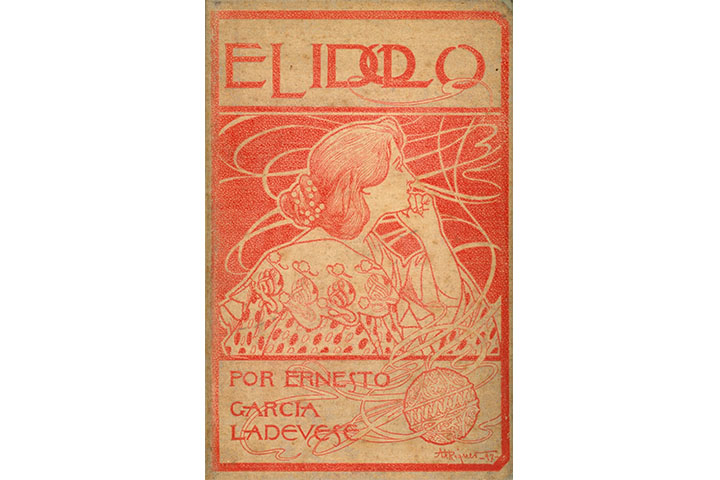 EL IDOLO
POR ERNESTO
GARCIA
LADEVESE